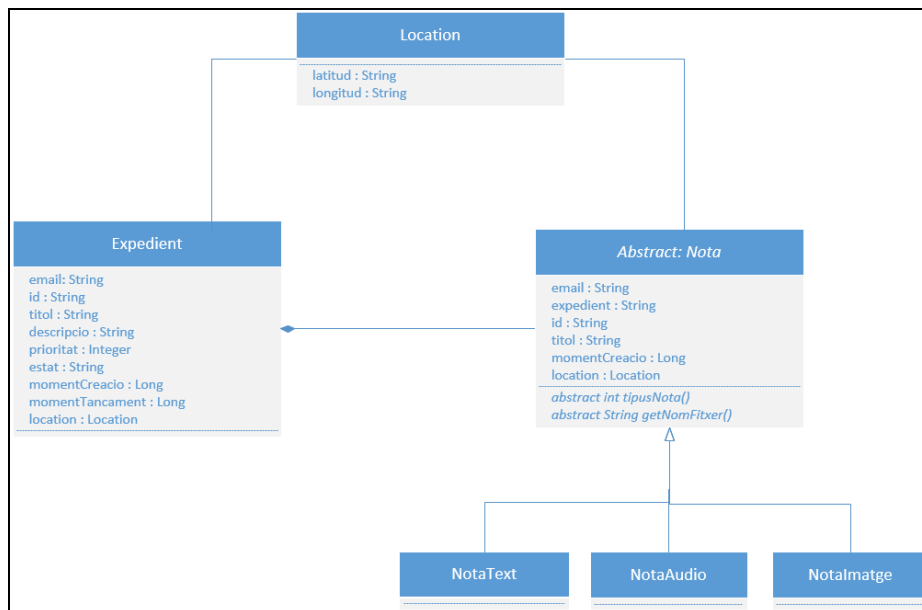 Location
latitud : String
longitud : String
Expedient
email: String
id : String
titol : String
descripcio : String
prioritat : Integer
estat : String
momentCreacio : Long
momentTancament : Long
location : Location
Abstract: Nota
email : String
expedient : String
id : String
titol : String
momentCreacio : Long
location : Location
abstract int tipusNota()
abstract String getNomFitxer()
NotaText
NotaAudio
NotaImatge